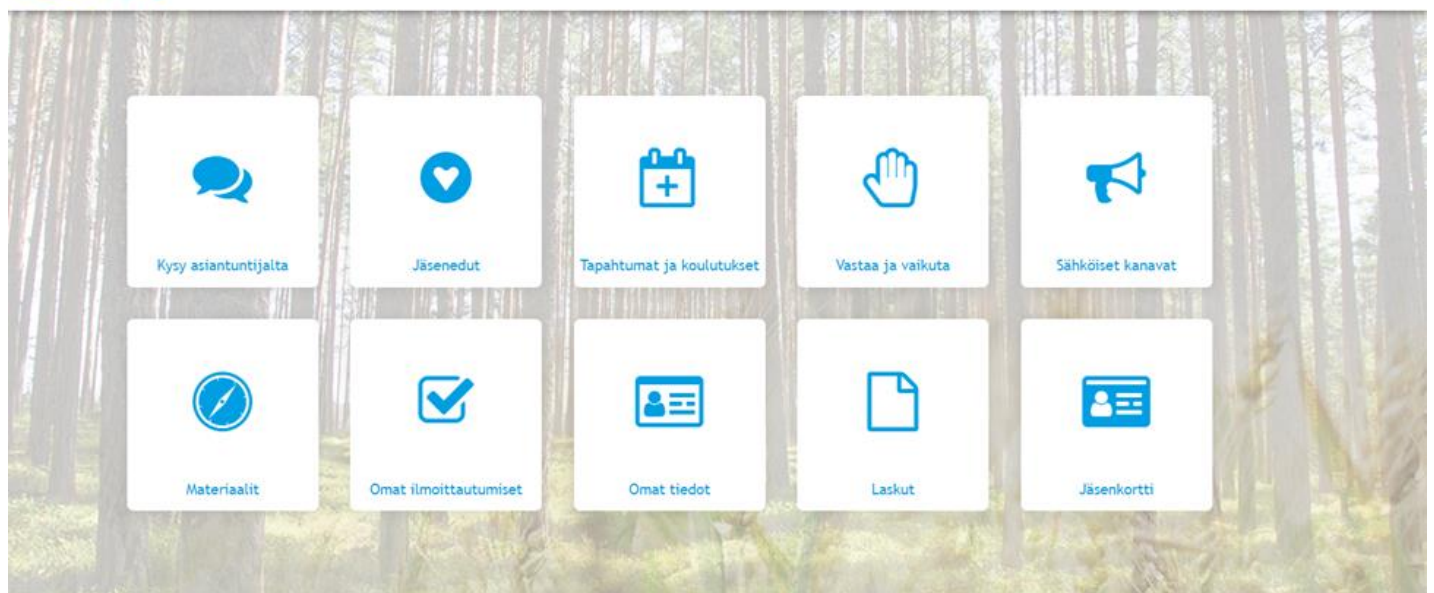 Kysy asiantuntijalta
Jäsenedut
Tapahtumat ja koulutukset
Vastaa ja vaikuta
Sähköiset kanavat
Materiaalit
Omat ilmoittautumiset
Omat tiedot
Laskut
Jäsenkortti